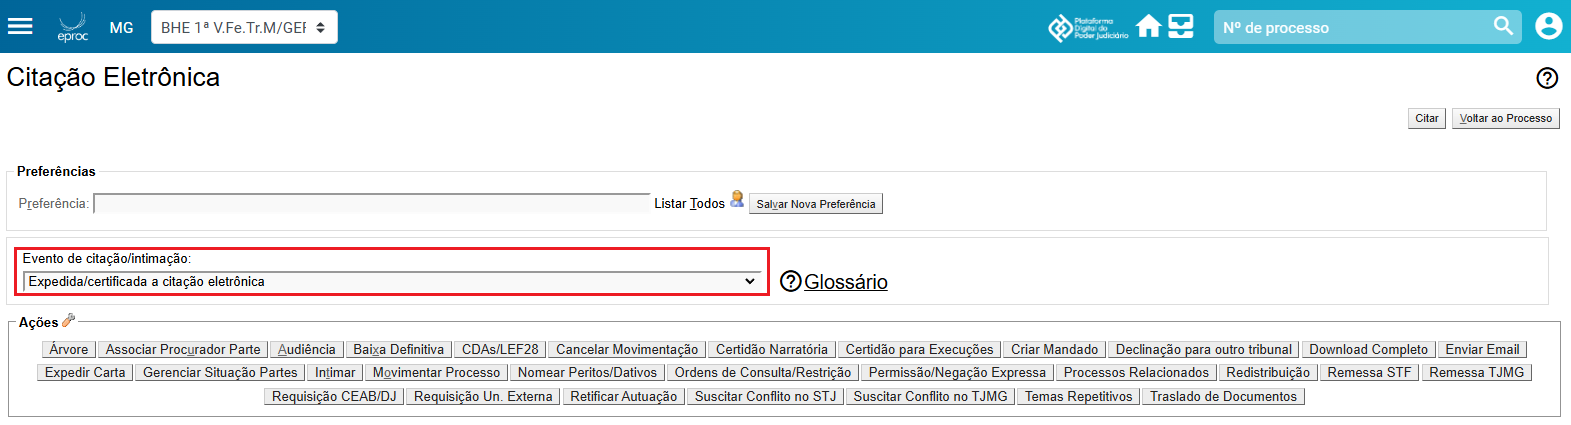 eproc MG BHE 1ª V.Fe.Tr.M/GEF Plataforma Digital do Poder Judiciário Nº de processo
Citação Eletrônica
Citar Voltar ao Processo
Preferências
Preferência: Listar Todos Salvar Nova Preferência
Evento de citação/intimação:
Expedida/certificada a citação eletrônica
Glossário
Ações
Árvore Associar Procurador Parte Audiência Baixa Definitiva CDAs/LEF28 Cancelar Movimentação Certidão Narratória Certidão para Execuções Criar Mandado Declinação para outro tribunal Download Completo Enviar Email
Expedir Carta Gerenciar Situação Partes Intimar Movimentar Processo Nomear Peritos/Dativos Ordens de Consulta/Restrição Permissão/Negação Expressa Processos Relacionados Redistribuição Remessa STF Remessa TJMG
Requisição CEAB/DJ Requisição Un. Externa Retificar Autuação Suscitar Conflito no STJ Suscitar Conflito no TJMG Temas Repetitivos Traslado de Documentos